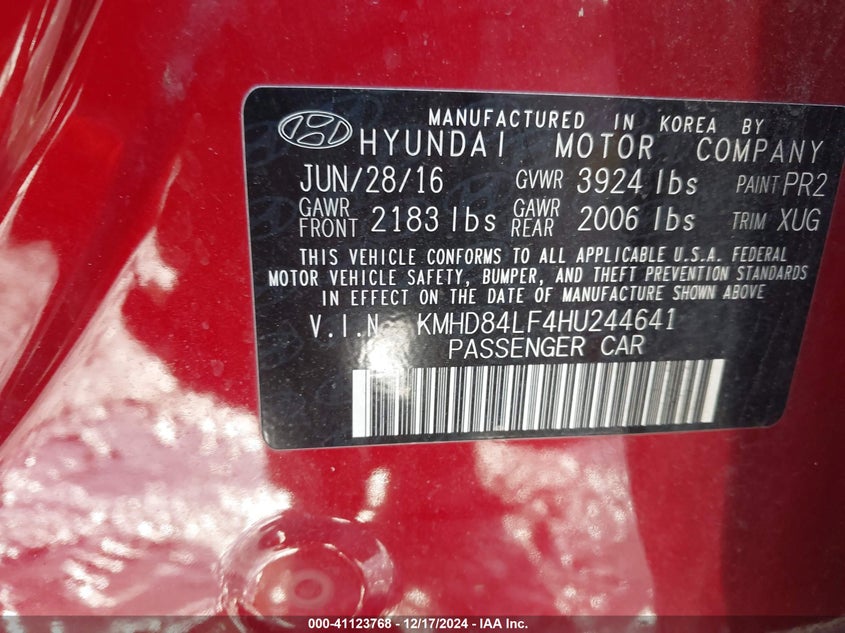 MANUFACTURED IN KOREA BY
HYUNDAI MOTOR COMPANY
JUN/28/16 GVWR 3924 lbs PAINT PR2
GAWR FRONT 2183 lbs GAWR REAR 2006 lbs TRIM XUG
THIS VEHICLE CONFORMS TO ALL APPLICABLE U.S.A. FEDERAL
MOTOR VEHICLE SAFETY, BUMPER, AND THEFT PREVENTION STANDARDS
IN EFFECT ON THE DATE OF MANUFACTURE SHOWN ABOVE
V.I.N KMHD84LF4HU244641
PASSENGER CAR
000-41123768 - 12/17/2024 - IAA Inc.